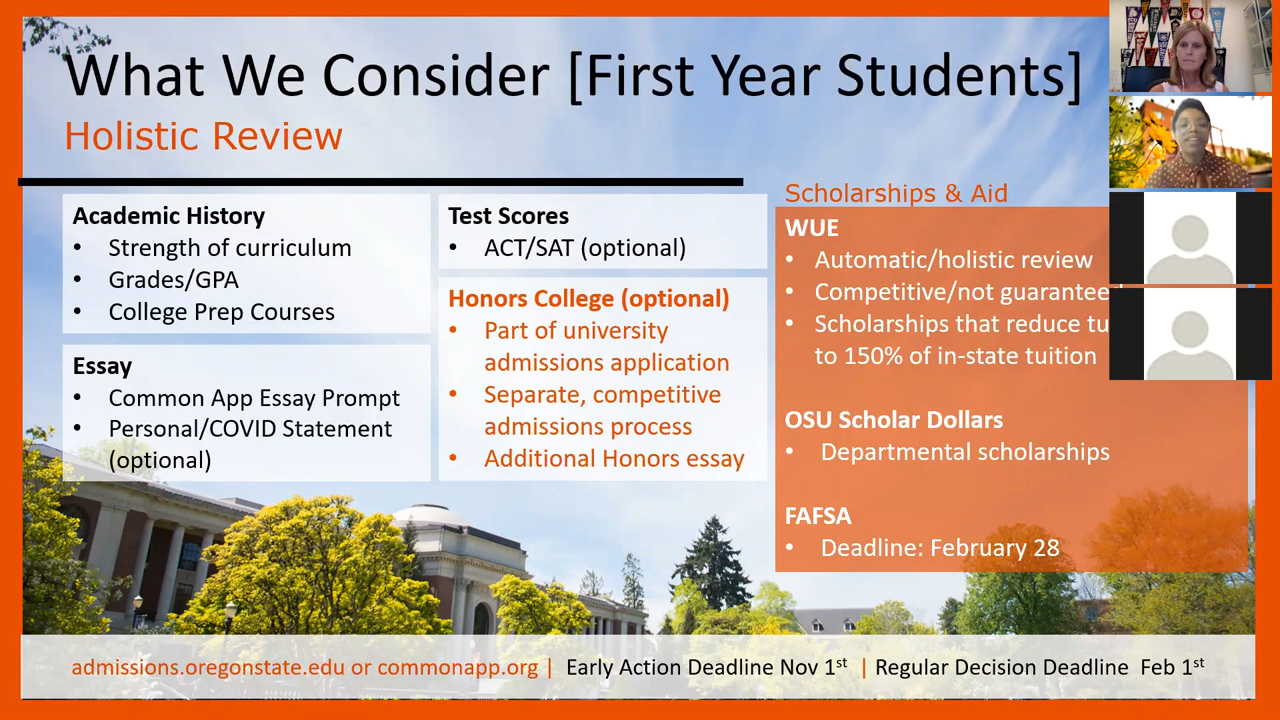 What We Consider [First Year Students]
Holistic Review
Academic History
• Strength of curriculum
• Grades/GPA
• College Prep Courses
Essay
• Common App Essay Prompt
• Personal/COVID Statement
(optional)
Test Scores
• ACT/SAT (optional)
Honors College (optional)
• Part of university
admissions application
• Separate, competitive
admissions process
• Additional Honors essay
Scholarships & Aid
WUE
• Automatic/holistic review
• Competitive/not guaranteed
• Scholarships that reduce tu
to 150% of in-state tuition
OSU Scholar Dollars
• Departmental scholarships
FAFSA
• Deadline: February 28
admissions.oregonstate.edu or commonapp.org | Early Action Deadline Nov 1st | Regular Decision Deadline Feb 1st